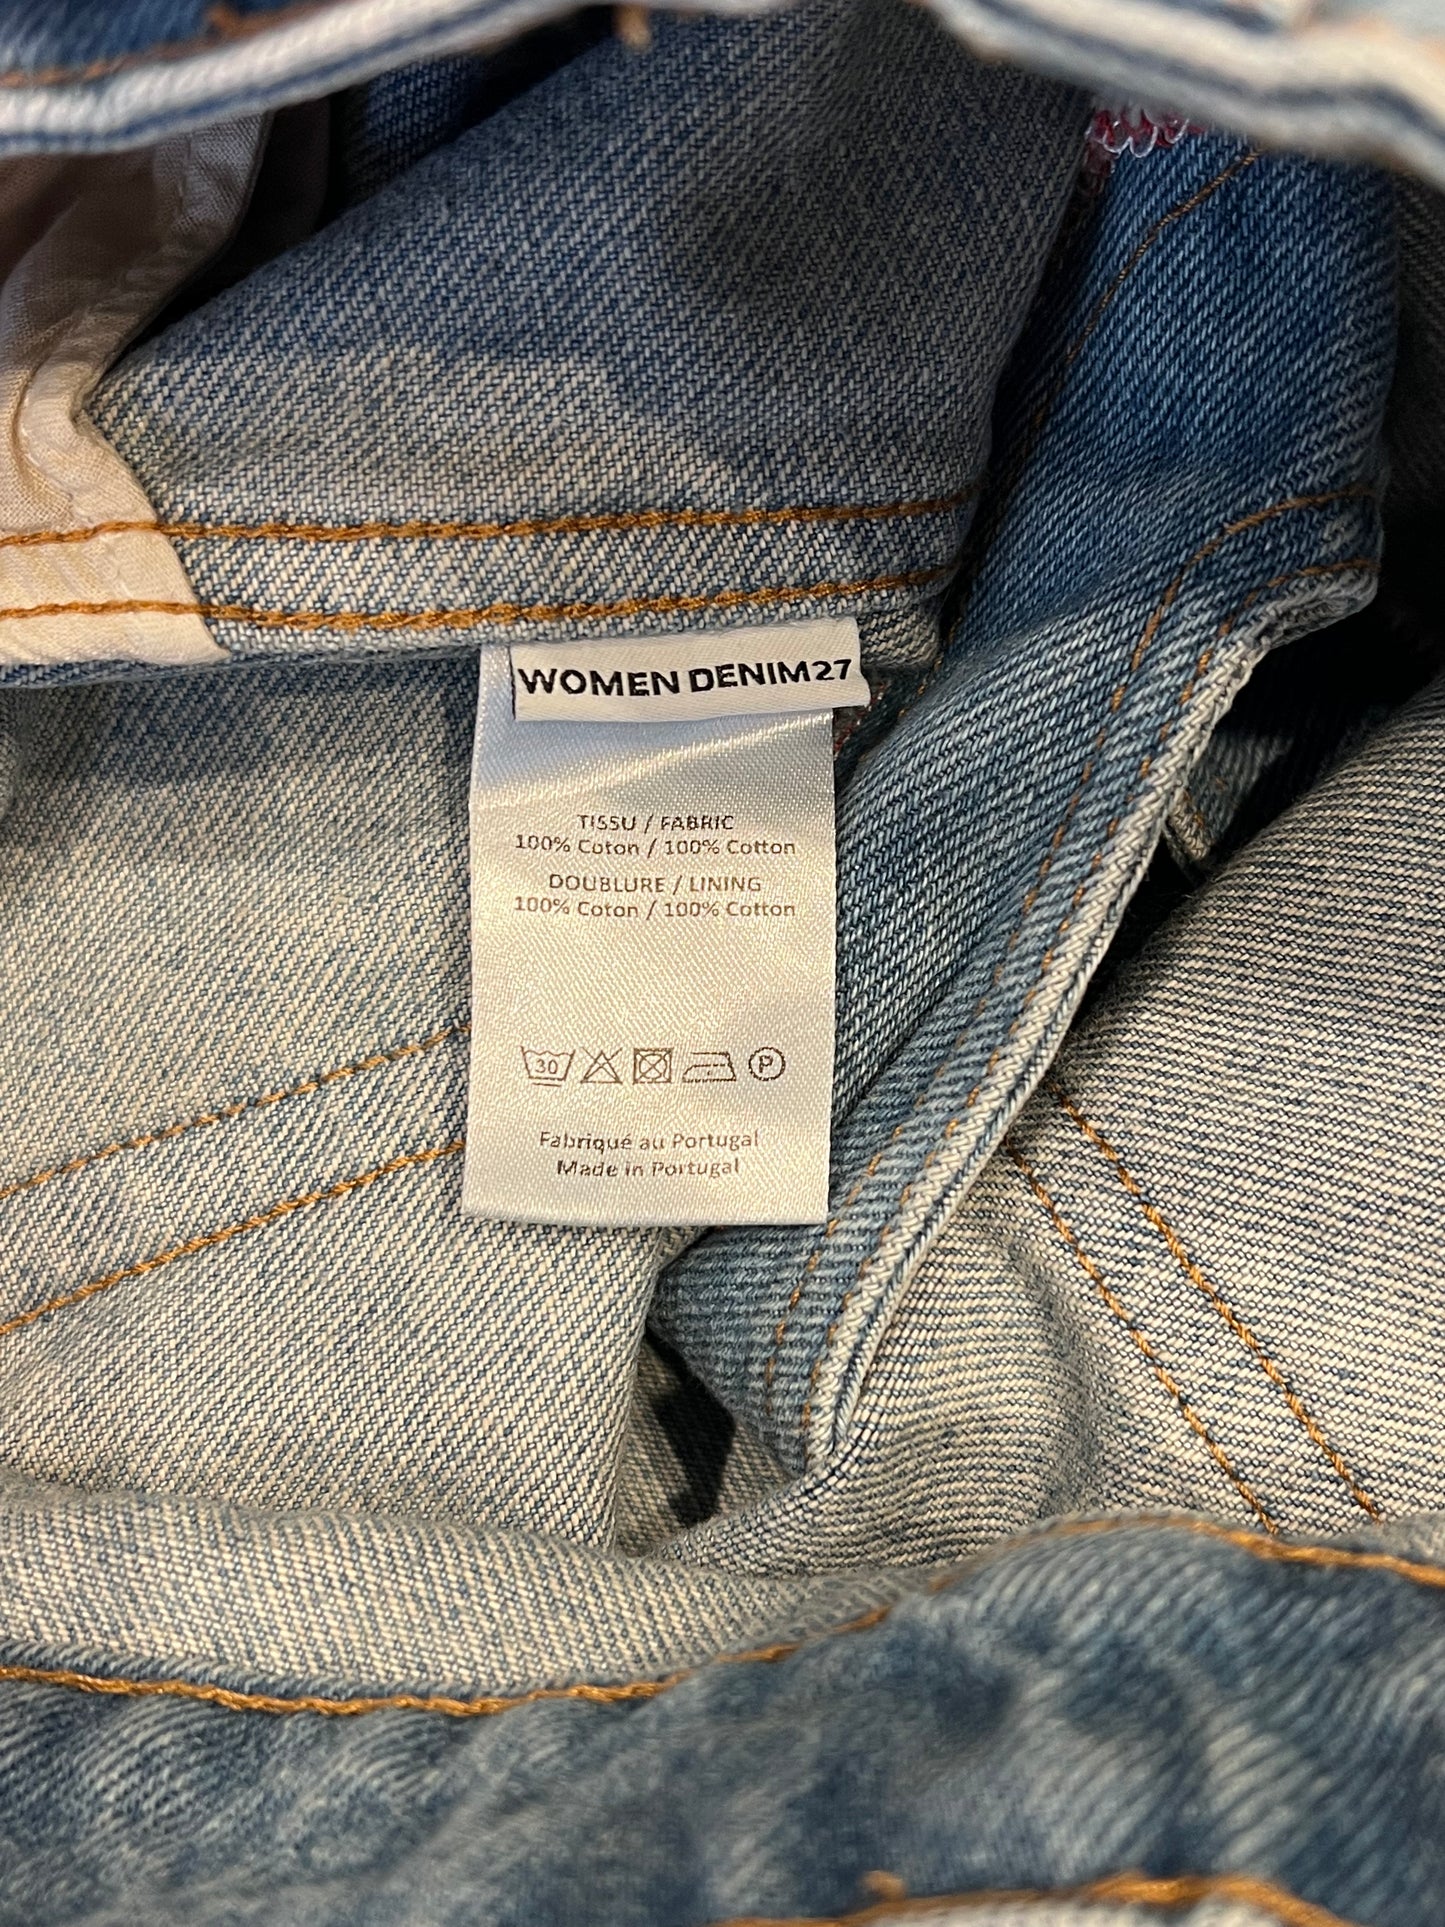 WOMEN DENIM27
TISSU / FABRIC
100% Coton / 100% Cotton
DOUBLURE / LINING
100% Coton / 100% Cotton
30 P
Fabriqué au Portugal
Made in Portugal